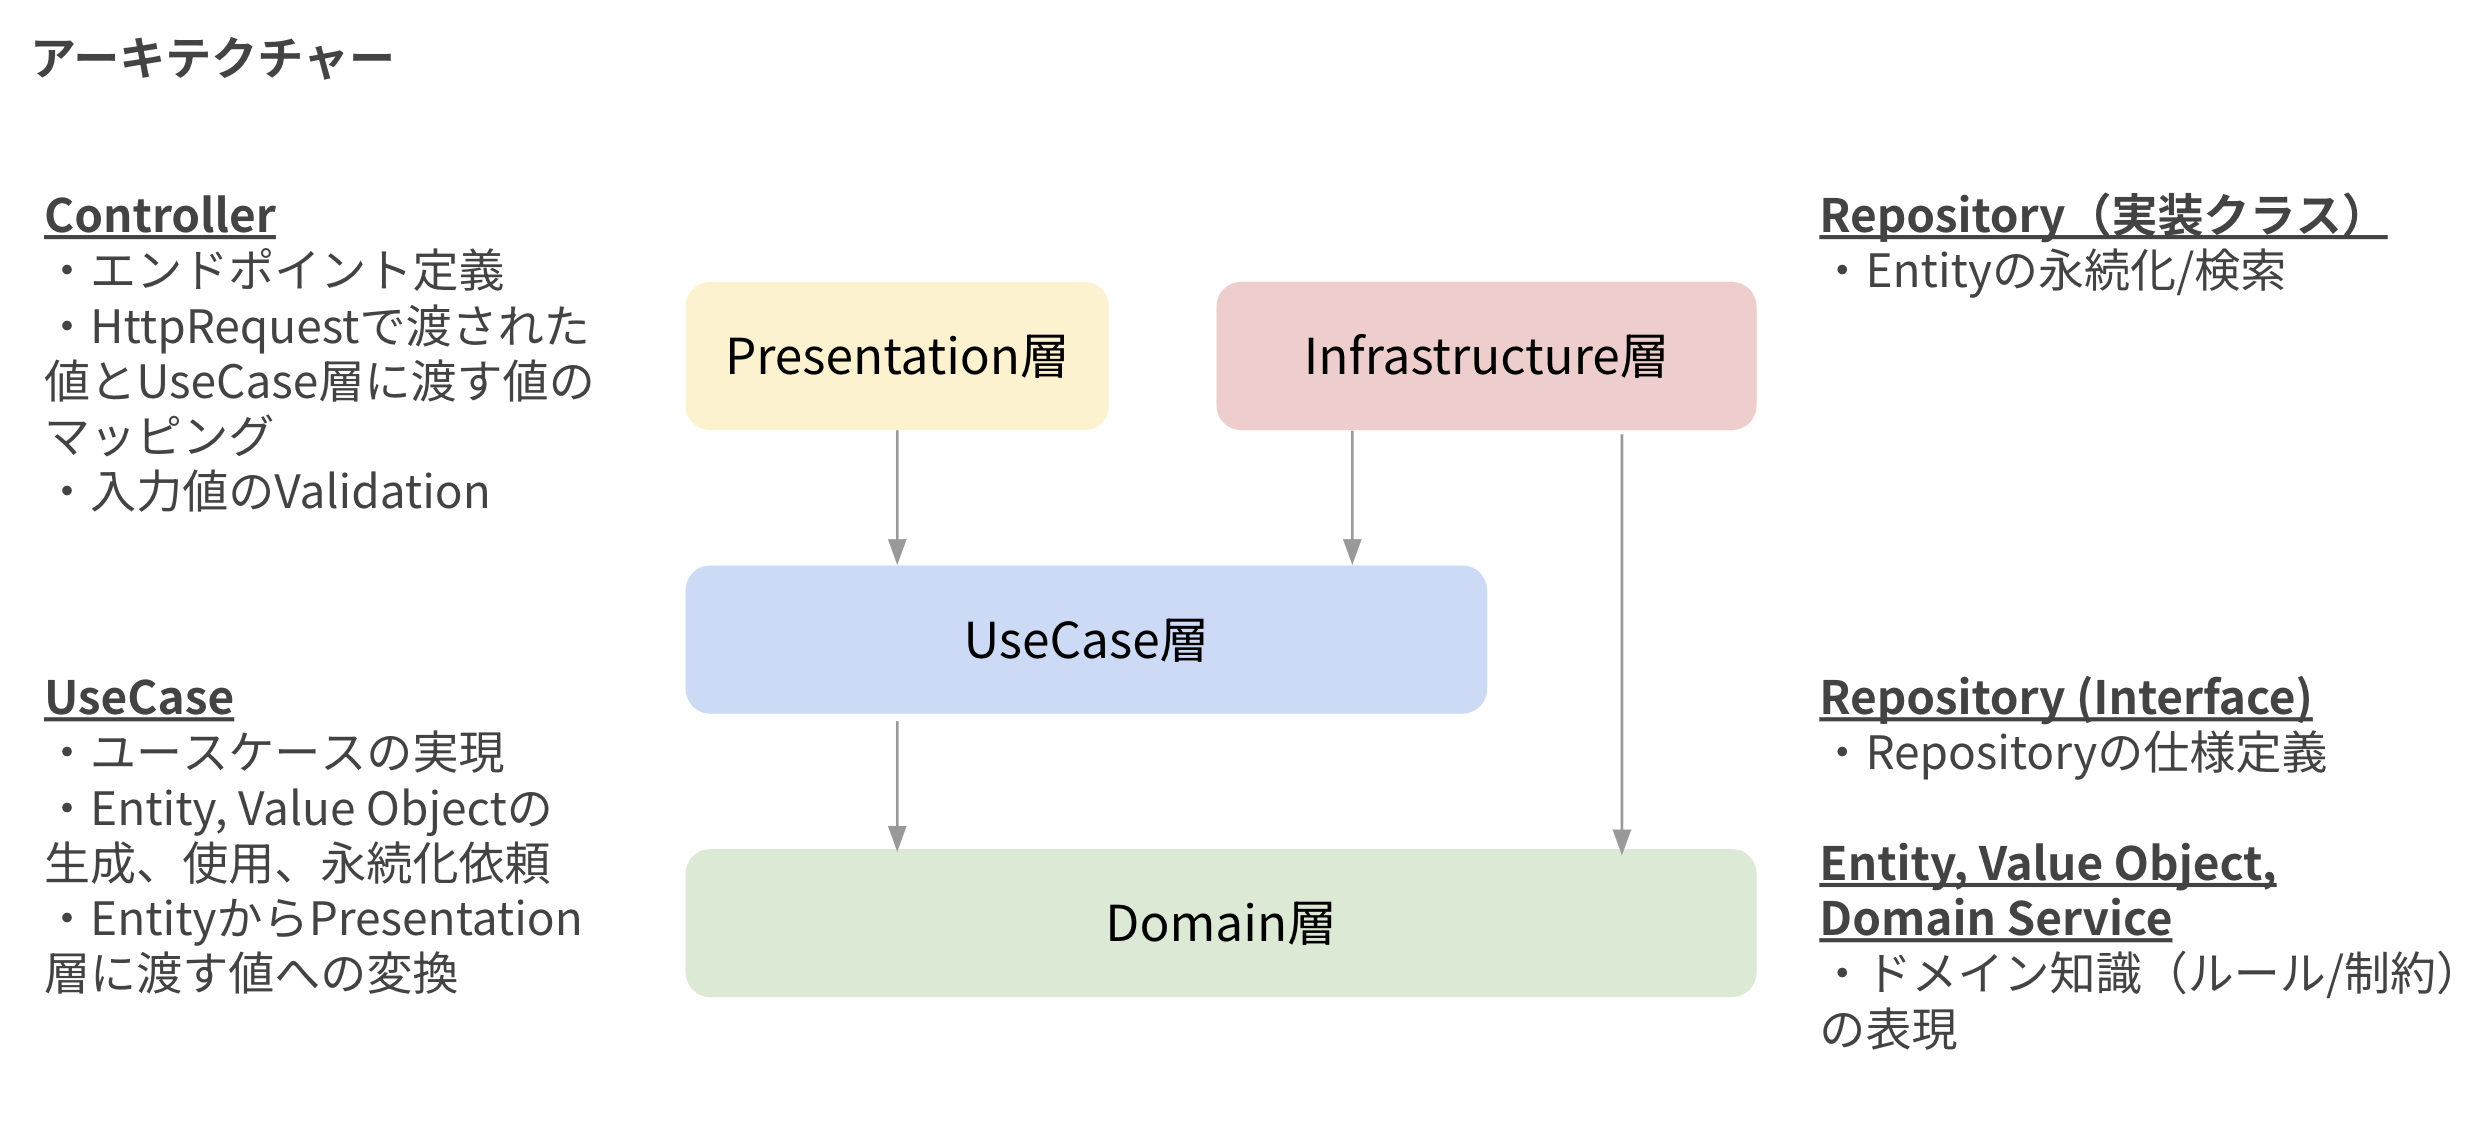 アーキテクチャー
Controller
・エンドポイント定義
・HttpRequestで渡された
値とUseCase層に渡す値の
マッピング
・入力値のValidation
UseCase
・ユースケースの実現
・Entity, Value Objectの
生成、使用、永続化依頼
・EntityからPresentation
層に渡す値への変換
Presentation層
Infrastructure層
UseCase層
Domain層
Repository（実装クラス）
・Entityの永続化/検索
Repository (Interface)
・Repositoryの仕様定義
Entity, Value Object,
Domain Service
・ドメイン知識（ルール/制約）
の表現